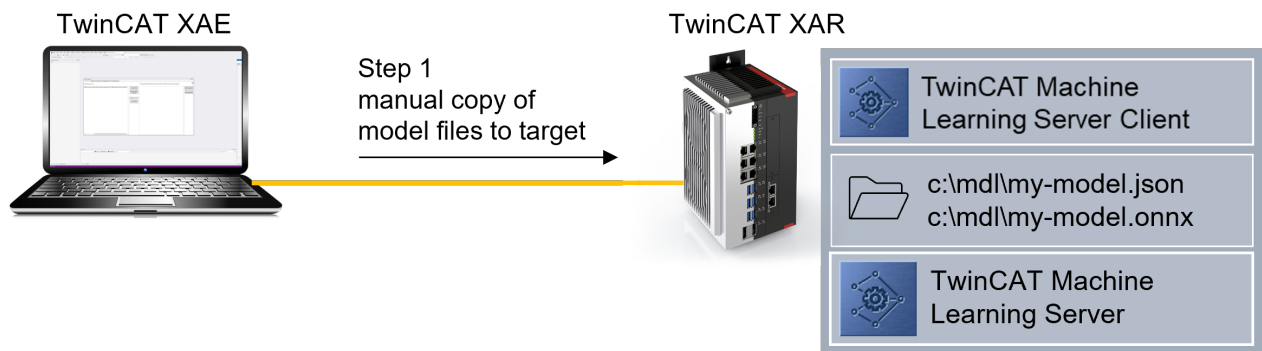 TwinCAT XAE
Step 1
manual copy of
model files to target
TwinCAT XAR
TwinCAT Machine
Learning Server Client
c:\mdl\my-model.json
c:\mdl\my-model.onnx
TwinCAT Machine
Learning Server